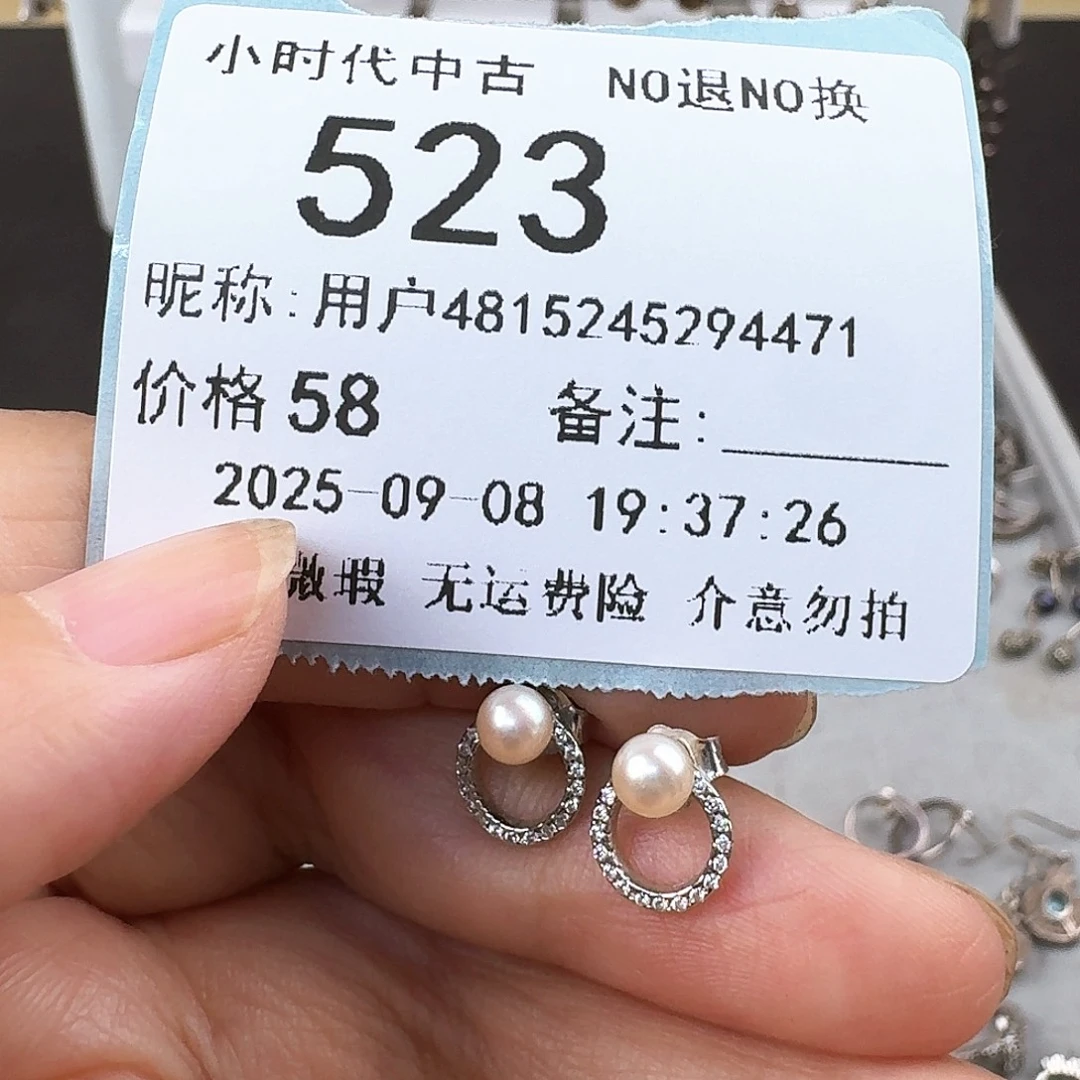 小时代中古 NO退NO换
523
昵称:用户4815245294471
价格58 备注:
2025-09-08 19:37:26
微瑕 无运费险 介意勿拍